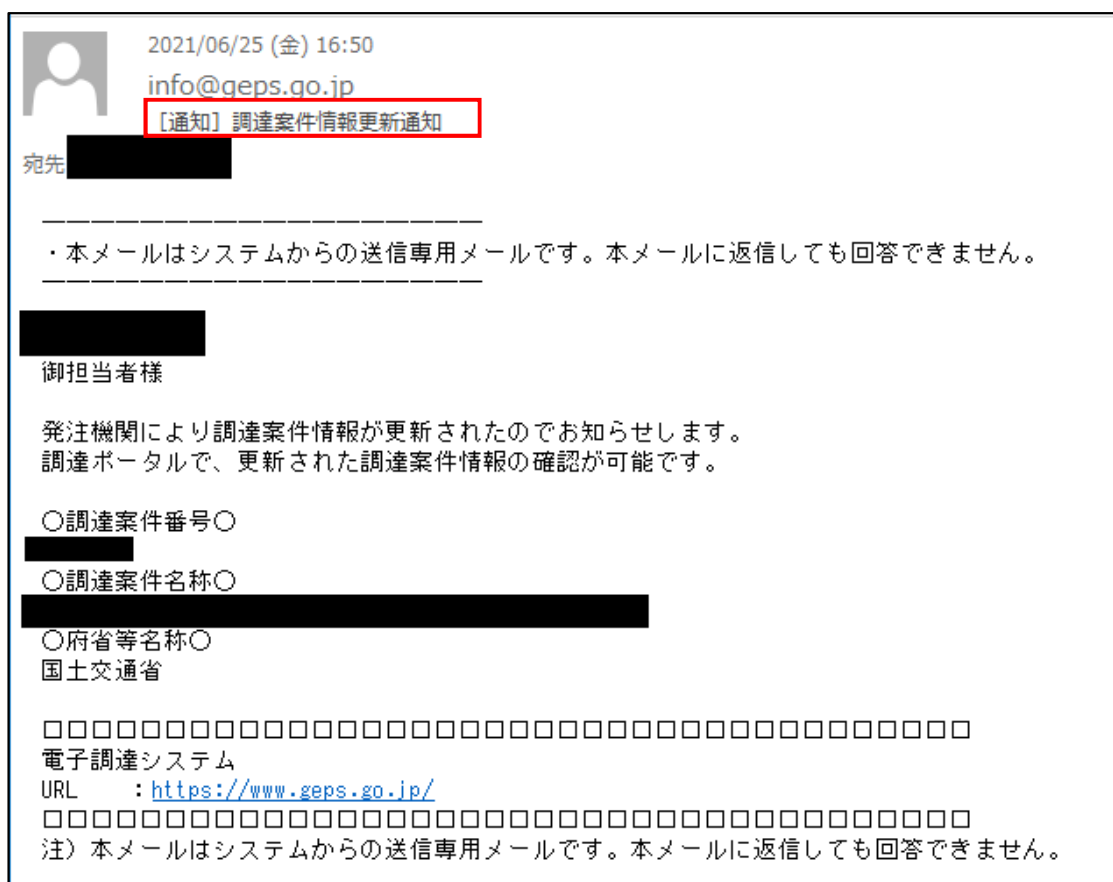 2021/06/25 (金) 16:50
info@geps.go.jp
［通知］調達案件情報更新通知
宛先
――――――――――――――――――
・本メールはシステムからの送信専用メールです。本メールに返信しても回答できません。
――――――――――――――――――
御担当者様
発注機関により調達案件情報が更新されたのでお知らせします。
調達ポータルで、更新された調達案件情報の確認が可能です。
〇調達案件番号〇
〇調達案件名称〇
〇府省等名称〇
国土交通省
□□□□□□□□□□□□□□□□□□□□□□□□□□□□□□□□□□□□□□
電子調達システム
URL　　：https://www.geps.go.jp/
□□□□□□□□□□□□□□□□□□□□□□□□□□□□□□□□□□□□□□
注）本メールはシステムからの送信専用メールです。本メールに返信しても回答できません。